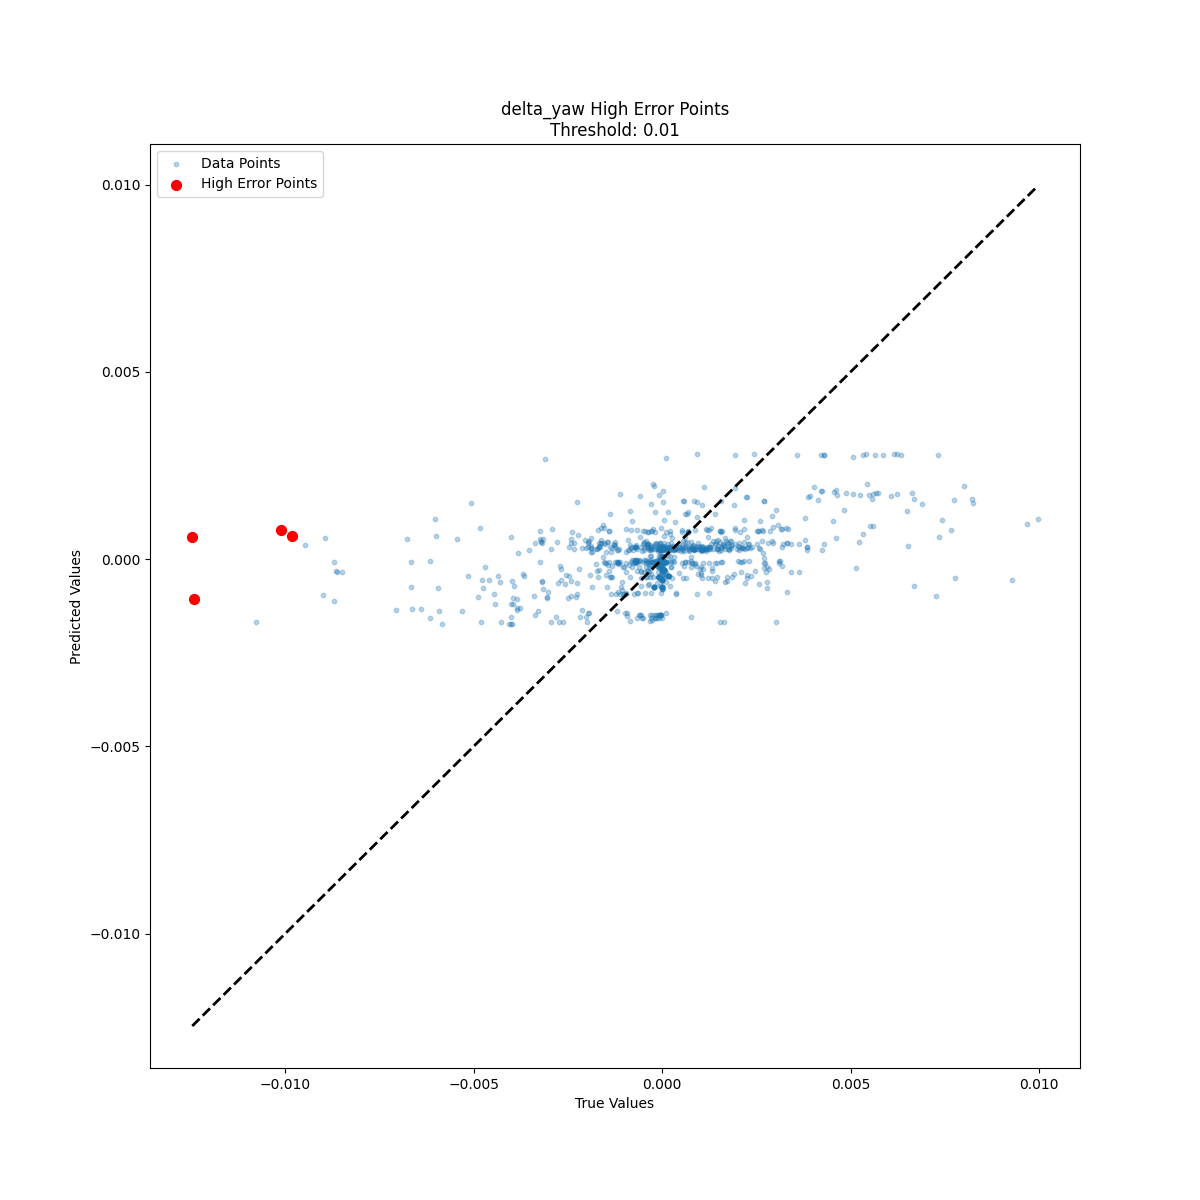 delta_yaw High Error Points
Threshold: 0.01
Data Points
High Error Points
0.010
0.005
0.000
−0.005
−0.010
Predicted Values
−0.010
−0.005
0.000
0.005
0.010
True Values